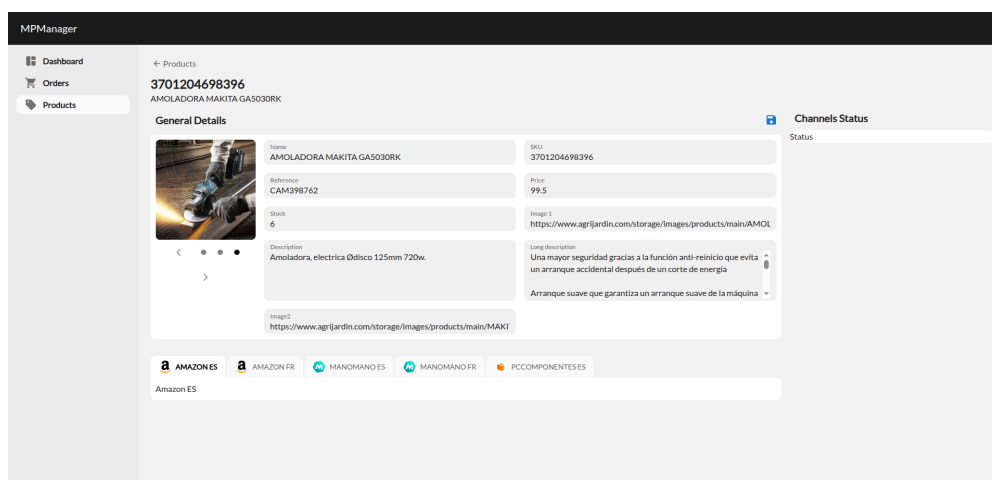 MPManager
Dashboard
Orders
Products
← Products
3701204698396
AMOLADORA MAKITA GA5030RK
General Details
Name
AMOLADORA MAKITA GA5030RK
SKU
3701204698396
Reference
CAM398762
Price
99.5
Stock
6
Image 1
https://www.agrijardin.com/storage/images/products/main/AMOL
Description
Amoladora, electrica Ødisco 125mm 720w.
Long description
Una mayor seguridad gracias a la función anti-reinicio que evita
un arranque accidental después de un corte de energía
Arranque suave que garantiza un arranque suave de la máquina
Image2
https://www.agrijardin.com/storage/images/products/main/MAKI
AMAZON ES
AMAZON FR
MANOMANO ES
MANOMANO FR
PCCOMPONENTES ES
Amazon ES
Channels Status
Status